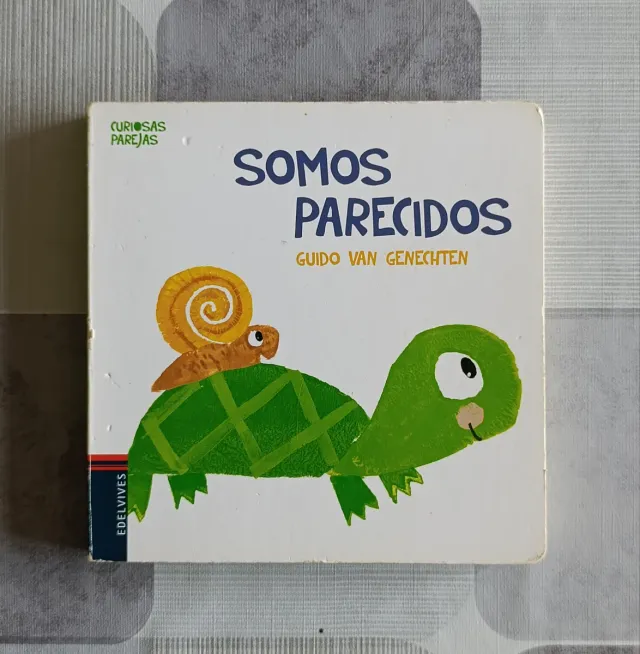 CURIOSAS
PAREJAS
SOMOS
PARECIDOS
GUIDO VAN GENECHTEN
EDELVIVES